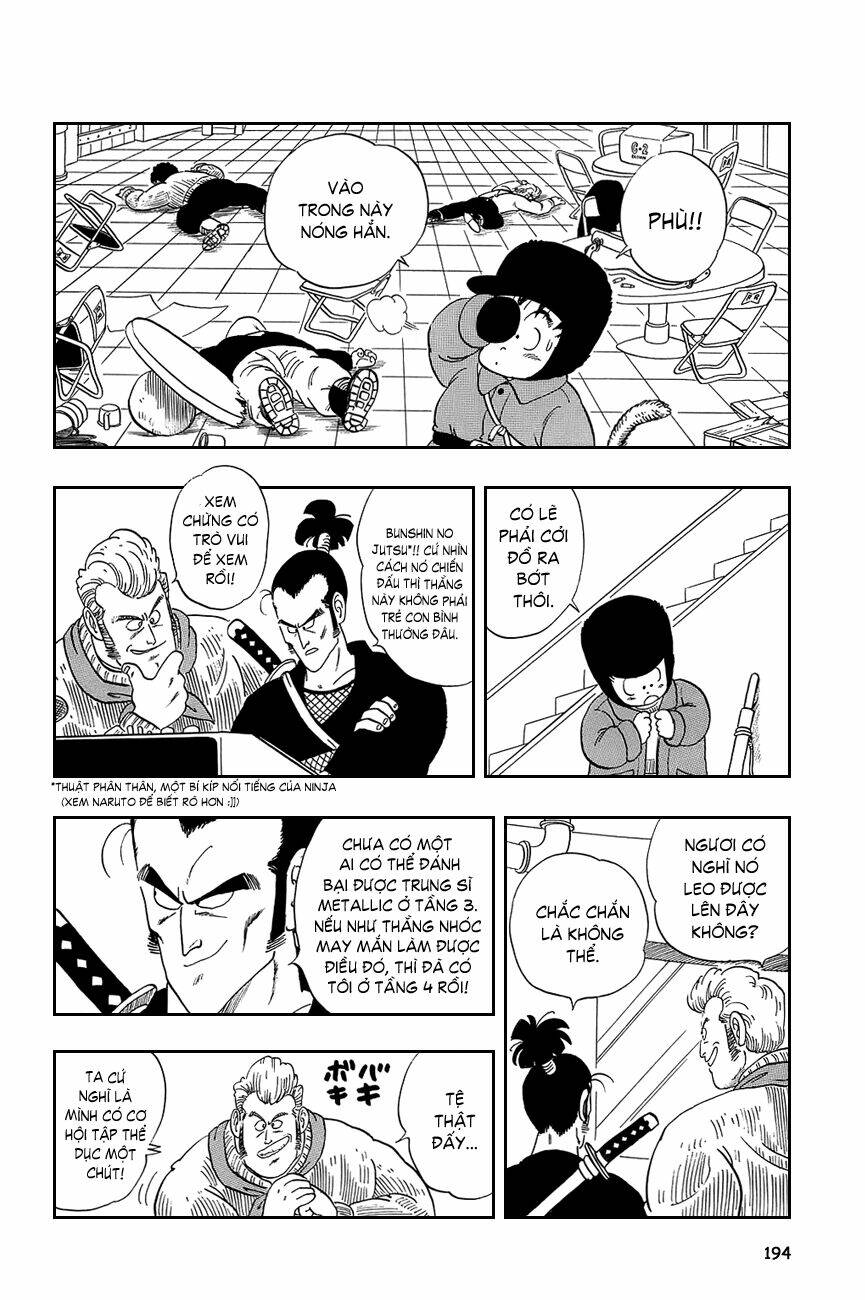 VÀO
TRONG NÀY
NÓNG HẲN.
PHÙ!!
G•2
XEM
CHỪNG CÓ
TRÒ VUI
ĐỂ XEM
RỒI!
BUNSHIN NO
JUTSU*!! CỨ NHÌN
CÁCH NÓ CHIẾN
ĐẤU THÌ THẰNG
NÀY KHÔNG PHẢI
TRẺ CON BÌNH
THƯỜNG ĐÂU.
CÓ LẼ
PHẢI CỞI
ĐỒ RA
BỚT
THÔI.
*THUẬT PHÂN THÂN, MỘT BÍ KÍP NỔI TIẾNG CỦA NINJA
(XEM NARUTO ĐỂ BIẾT RÕ HƠN :]])
CHƯA CÓ MỘT
AI CÓ THỂ ĐÁNH
BẠI ĐƯỢC TRUNG SĨ
METALLIC Ở TẦNG 3.
NẾU NHƯ THẰNG NHÓC
MAY MẮN LÀM ĐƯỢC
ĐIỀU ĐÓ, THÌ ĐÃ CÓ
TÔI Ở TẦNG 4 RỒI!
NGƯƠI CÓ
NGHĨ NÓ
LEO ĐƯỢC
LÊN ĐÂY
KHÔNG?
CHẮC CHẮN
LÀ KHÔNG
THỂ.
TA CỨ
NGHĨ LÀ
MÌNH CÓ CƠ
HỘI TẬP THỂ
DỤC MỘT
CHÚT!
ボキ
バキ
TỆ
THẬT
ĐẤY...
194